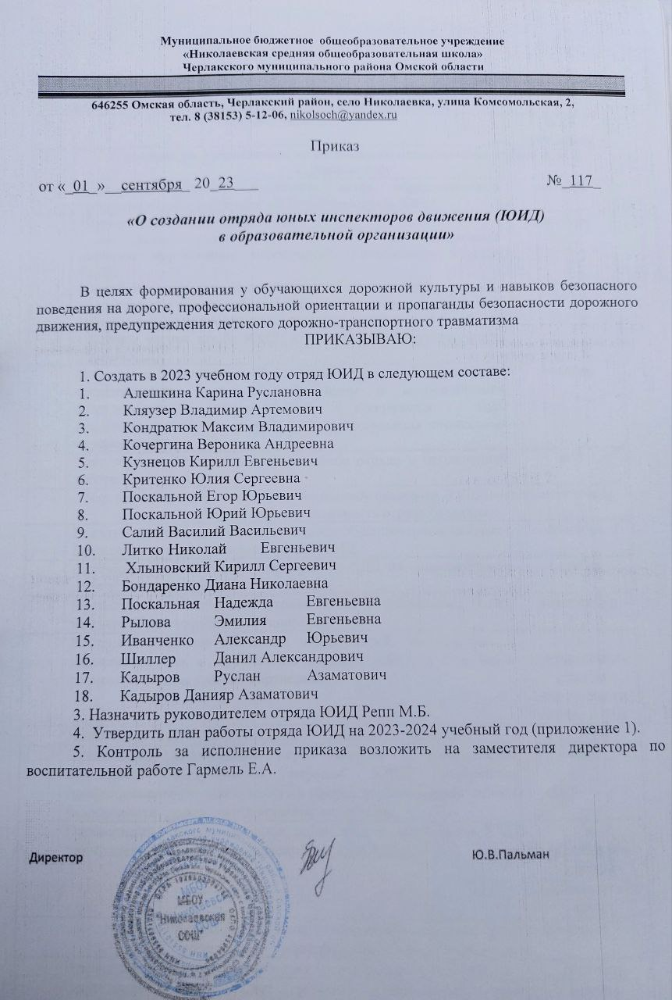 Муниципальное бюджетное общеобразовательное учреждение
«Николаевская средняя общеобразовательная школа»
Черлакского муниципального района Омской области
646255 Омская область, Черлакский район, село Николаевка, улица Комсомольская, 2,
тел. 8 (38153) 5-12-06, nikolsoch@yandex.ru
Приказ
от «_01_»__сентября_ 20_23___ №_117_
«О создании отряда юных инспекторов движения (ЮИД)
в образовательной организации»
В целях формирования у обучающихся дорожной культуры и навыков безопасного
поведения на дороге, профессиональной ориентации и пропаганды безопасности дорожного
движения, предупреждения детского дорожно-транспортного травматизма
ПРИКАЗЫВАЮ:
1. Создать в 2023 учебном году отряд ЮИД в следующем составе:
1. Алешкина Карина Руслановна
2. Кляузер Владимир Артемович
3. Кондратюк Максим Владимирович
4. Кочергина Вероника Андреевна
5. Кузнецов Кирилл Евгеньевич
6. Критенко Юлия Сергеевна
7. Поскальной Егор Юрьевич
8. Поскальной Юрий Юрьевич
9. Салий Василий Васильевич
10. Литко Николай Евгеньевич
11. Хлыновский Кирилл Сергеевич
12. Бондаренко Диана Николаевна
13. Поскальная Надежда Евгеньевна
14. Рылова Эмилия Евгеньевна
15. Иванченко Александр Юрьевич
16. Шиллер Данил Александрович
17. Кадыров Руслан Азаматович
18. Кадыров Данияр Азаматович
3. Назначить руководителем отряда ЮИД Репп М.Б.
4. Утвердить план работы отряда ЮИД на 2023-2024 учебный год (приложение 1).
5. Контроль за исполнение приказа возложить на заместителя директора по
воспитательной работе Гармель Е.А.
Директор Ю.В.Пальман
МБОУ
"Николаевская
СОШ"